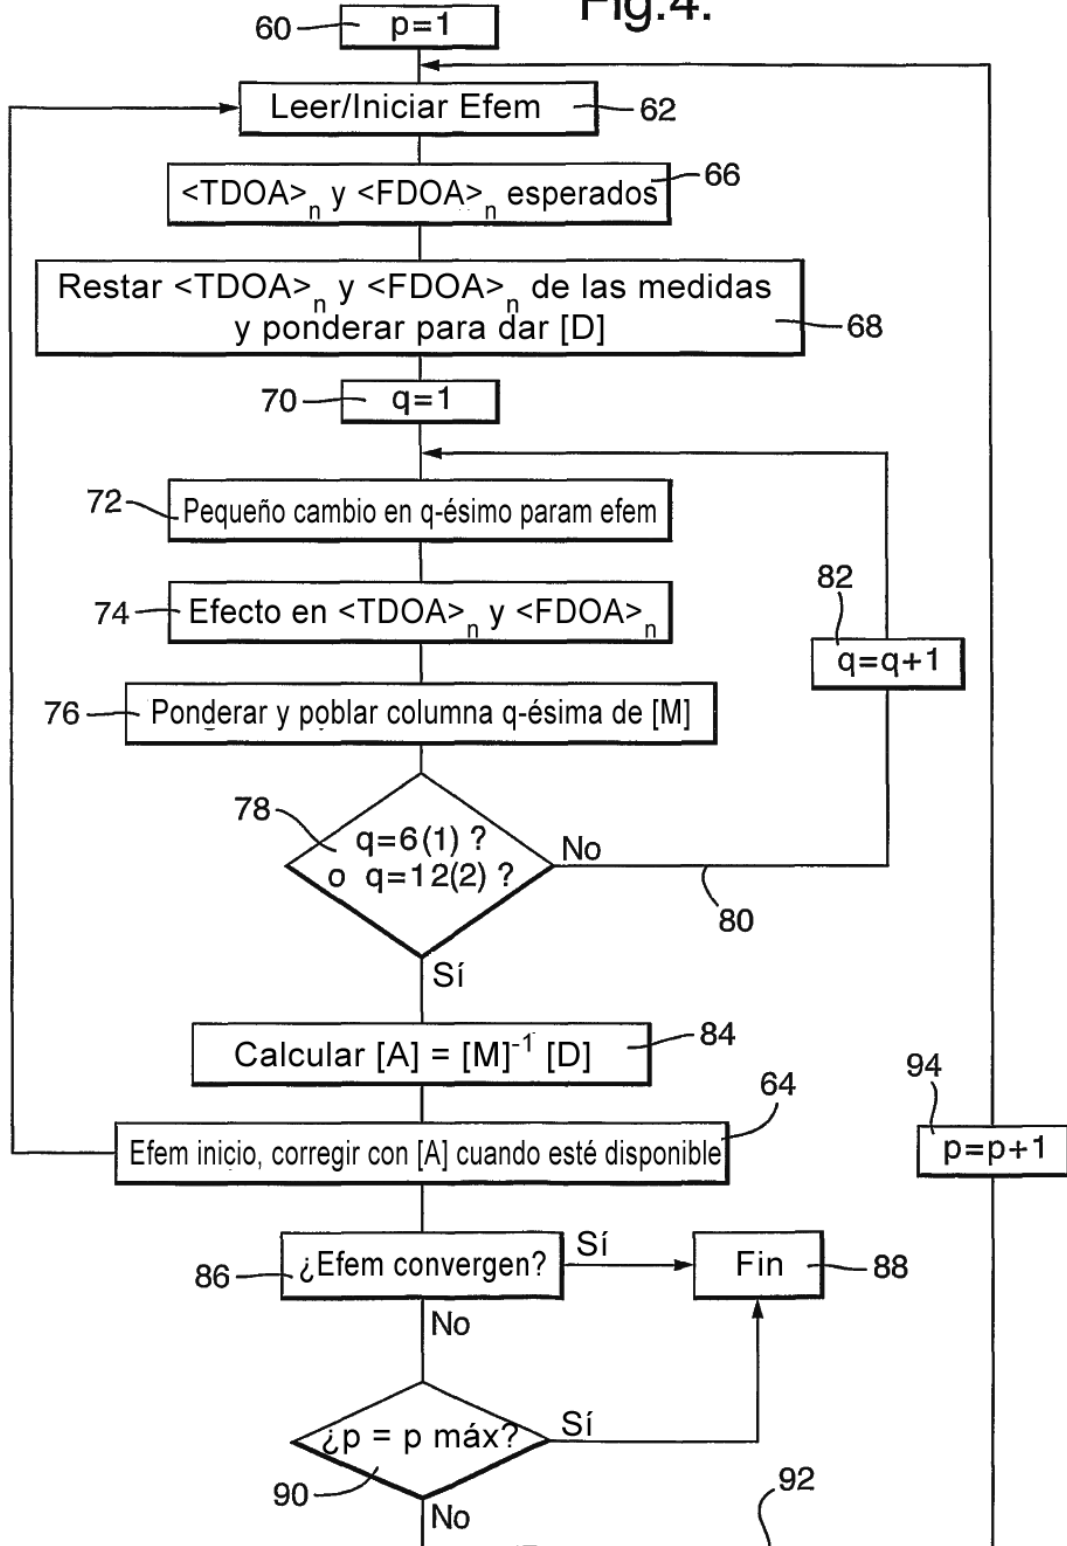 Fig.4.
60
p=1
Leer/Iniciar Efem
62
66
<TDOA>n y <FDOA>n esperados
Restar <TDOA>n y <FDOA>n de las medidas
y ponderar para dar [D]
68
70
q=1
72
Pequeño cambio en q-ésimo param efem
82
74
Efecto en <TDOA>n y <FDOA>n
q=q+1
76
Ponderar y poblar columna q-ésima de [M]
78
q=6(1) ?
o q=12(2) ?
No
80
Sí
Calcular [A] = [M]⁻¹ [D]
84
94
64
Efem inicio, corregir con [A] cuando esté disponible
p=p+1
86
¿Efem convergen?
Sí
Fin
88
No
¿p = p máx?
Sí
90
92
No